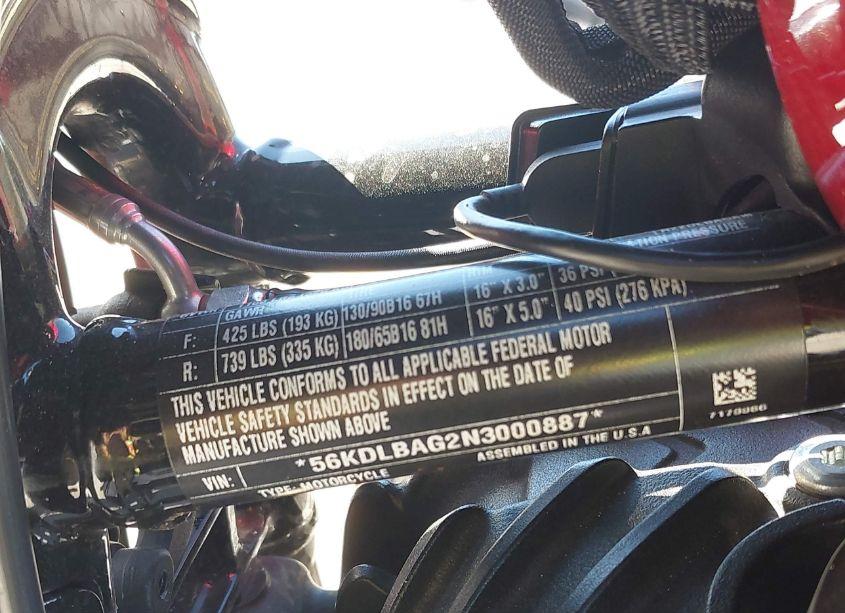 GAWR
F: 425 LBS (193 KG) 130/90B16 67H 16" X 3.0" 36 PSI
R: 739 LBS (335 KG) 180/65B16 81H 16" X 5.0" 40 PSI (276 KPA)
THIS VEHICLE CONFORMS TO ALL APPLICABLE FEDERAL MOTOR
VEHICLE SAFETY STANDARDS IN EFFECT ON THE DATE OF
MANUFACTURE SHOWN ABOVE
VIN: *56KDLBAG2N3000887*
TYPE: MOTORCYCLE ASSEMBLED IN THE U.S.A